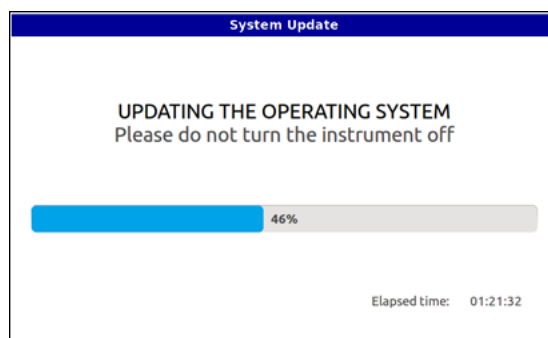 System Update
UPDATING THE OPERATING SYSTEM
Please do not turn the instrument off
46%
Elapsed time: 01:21:32